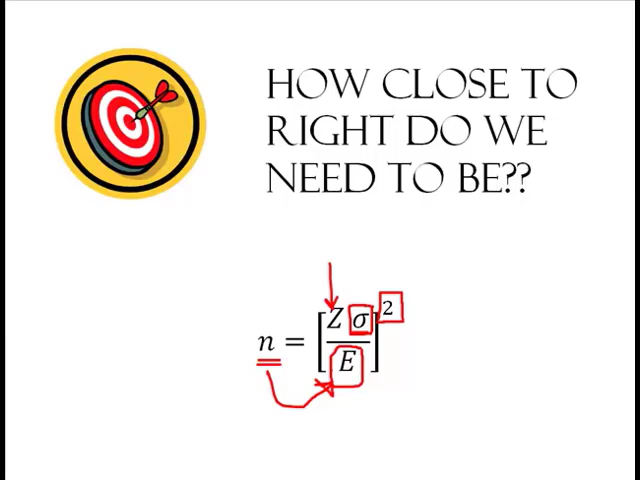 HOW CLOSE TO
RIGHT DO WE
NEED TO BE??
n = [Zσ/E]²